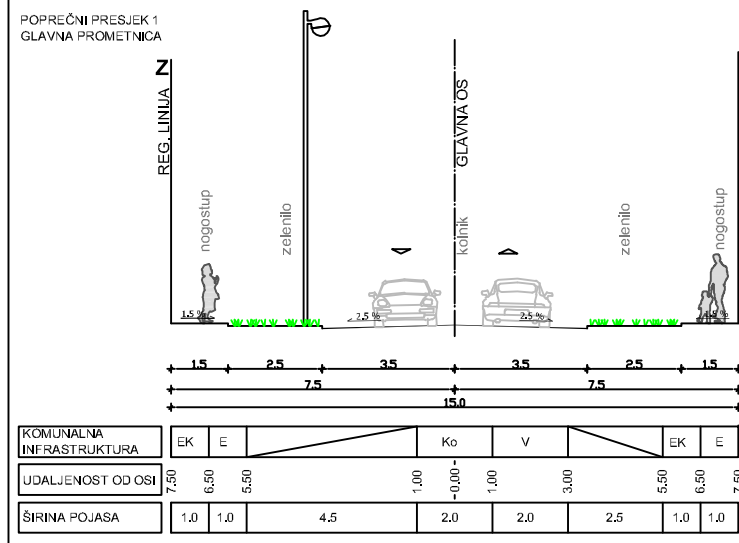 POPREČNI PRESJEK 1
GLAVNA PROMETNICA
Z
REG. LINIJA
GLAVNA OS
nogostup
zelenilo
kolnik
zelenilo
nogostup
1.5 %
2.5 %
2.5 %
1.5 %
1.5 2.5 3.5 3.5 2.5 1.5
7.5 7.5
15.0
KOMUNALNA INFRASTRUKTURA EK E Ko V EK E
UDALJENOST OD OSI 7.50 6.50 5.50 1.00 -0.00- 1.00 3.00 5.50 6.50 7.50
ŠIRINA POJASA 1.0 1.0 4.5 2.0 2.0 2.5 1.0 1.0